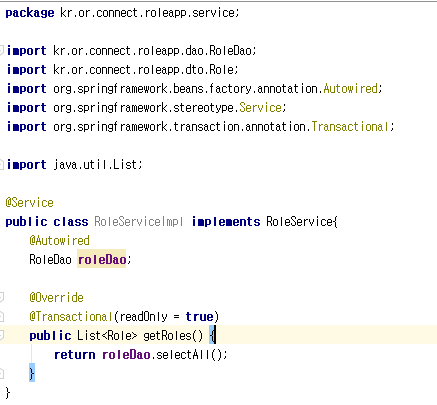 package kr.or.connect.roleapp.service;
import kr.or.connect.roleapp.dao.RoleDao;
import kr.or.connect.roleapp.dto.Role;
import org.springframework.beans.factory.annotation.Autowired;
import org.springframework.stereotype.Service;
import org.springframework.transaction.annotation.Transactional;
import java.util.List;
@Service
public class RoleServiceImpl implements RoleService{
@Autowired
RoleDao roleDao;
@Override
@Transactional(readOnly = true)
public List<Role> getRoles() {
return roleDao.selectAll();
}
}